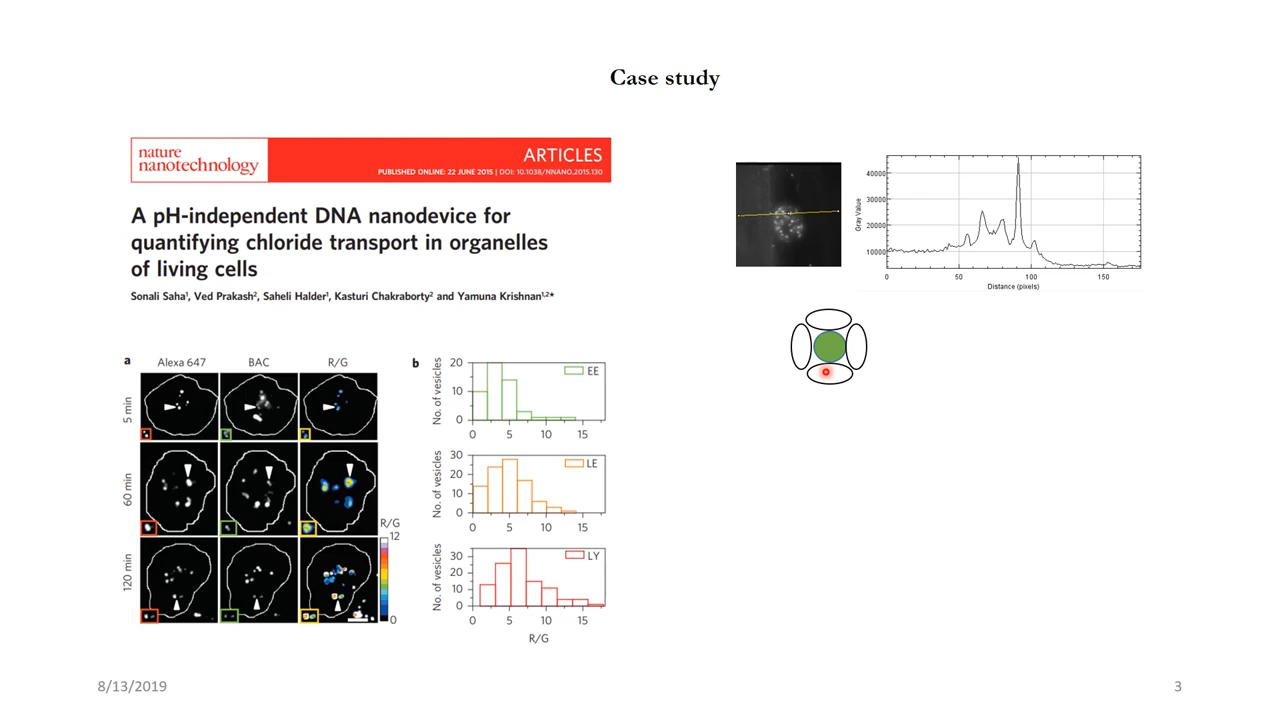 Case study
nature
nanotechnology
ARTICLES
PUBLISHED ONLINE: 22 JUNE 2015 | DOI: 10.1038/NNANO.2015.130
A pH-independent DNA nanodevice for
quantifying chloride transport in organelles
of living cells
Sonali Saha¹, Ved Prakash², Saheli Halder¹, Kasturi Chakraborty² and Yamuna Krishnan¹,²*
a
Alexa 647 BAC R/G
5 min
60 min
120 min
R/G
12
0
b
No. of vesicles
20
10
0
EE
0 5 10 15
No. of vesicles
30
20
10
0
LE
0 5 10 15
No. of vesicles
30
20
10
0
LY
0 5 10 15
R/G
Gray Value
40000
30000
20000
10000
0 50 100 150
Distance (pixels)
8/13/2019
3